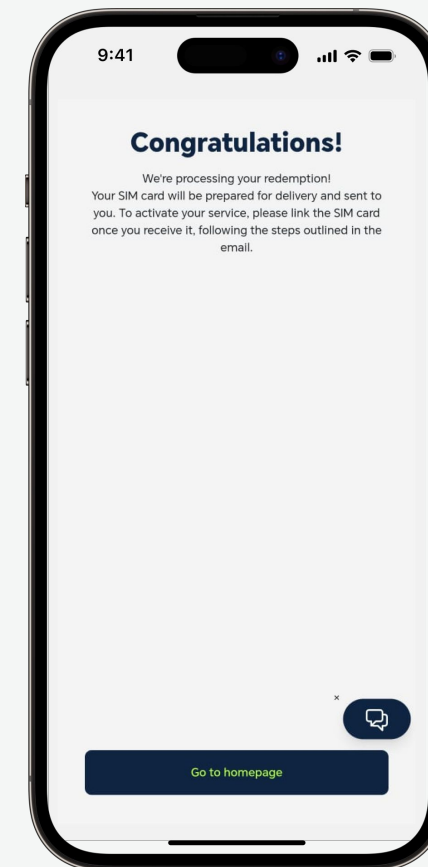 9:41
Congratulations!
We're processing your redemption!
Your SIM card will be prepared for delivery and sent to
you. To activate your service, please link the SIM card
once you receive it, following the steps outlined in the
email.
×
Go to homepage